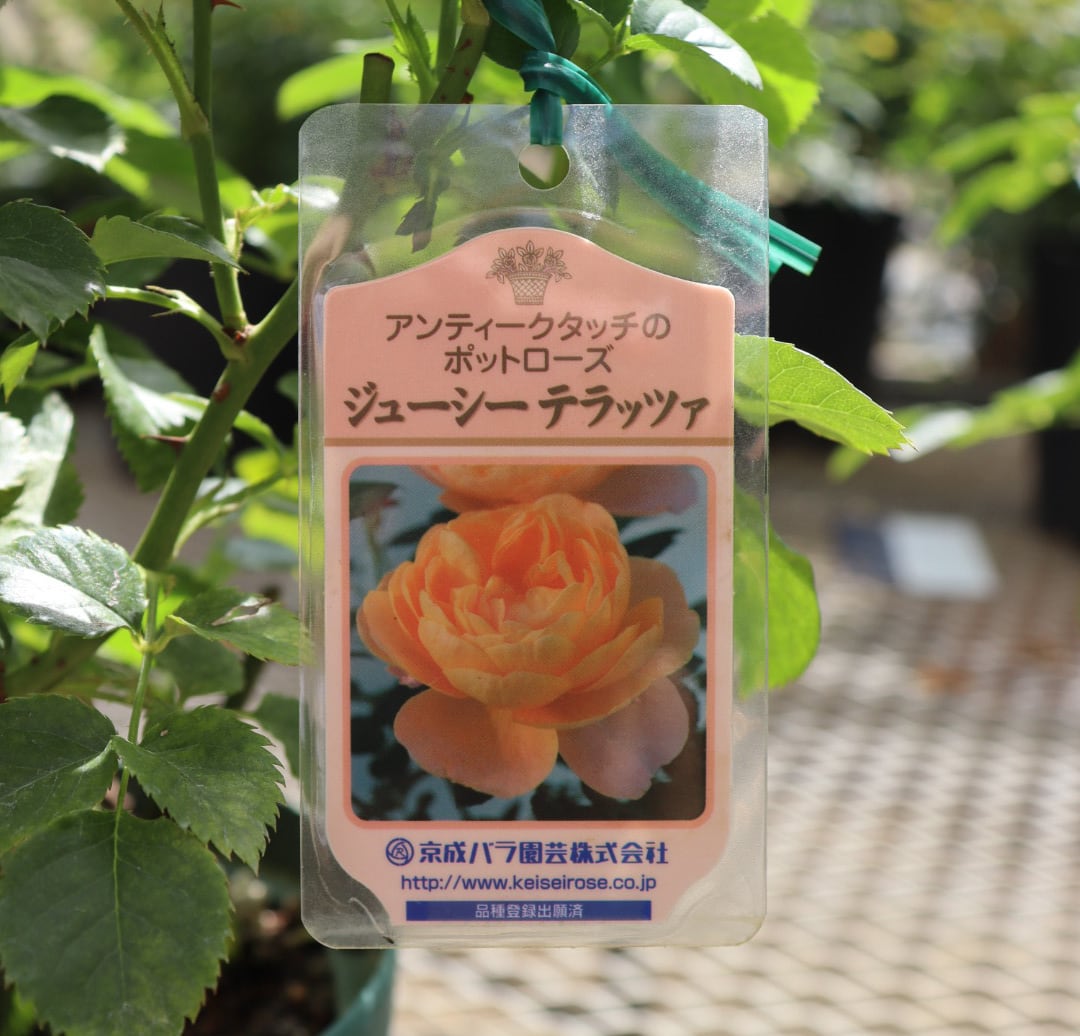 アンティークタッチの
ポットローズ
ジューシー テラッツァ
京成バラ園芸株式会社
http://www.keiseirose.co.jp
品種登録出願済